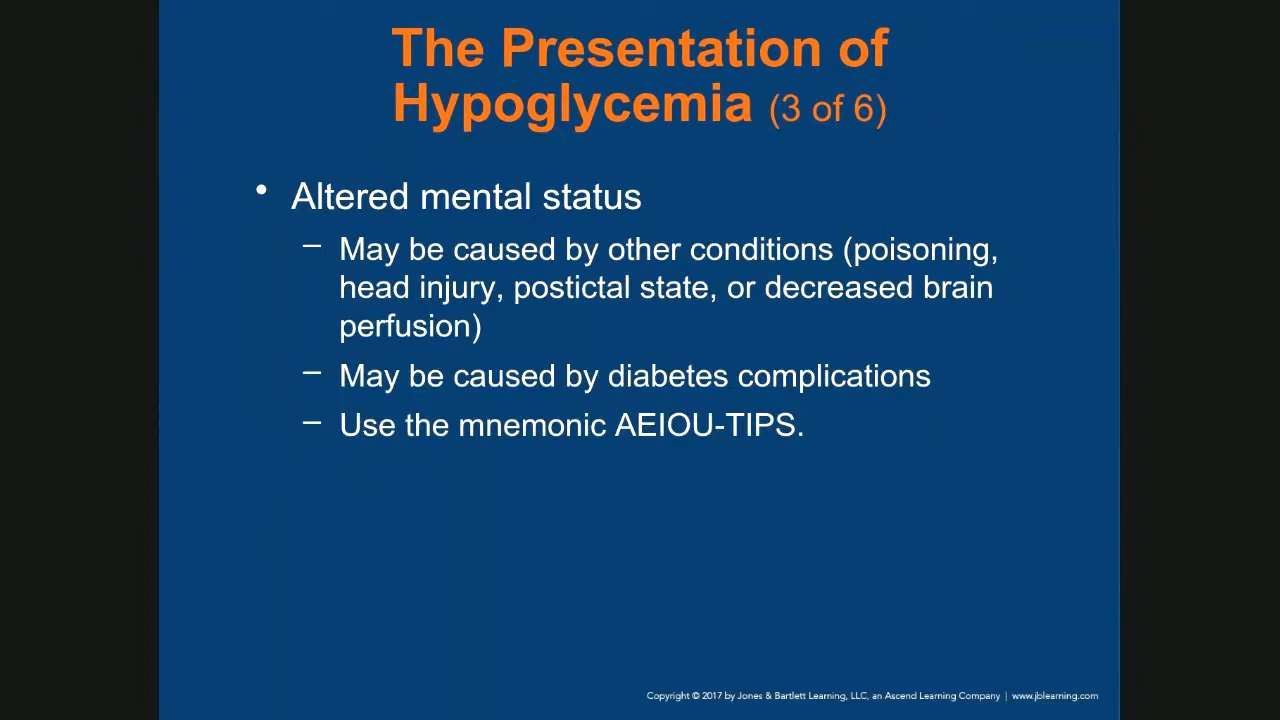 The Presentation of
Hypoglycemia (3 of 6)
• Altered mental status
– May be caused by other conditions (poisoning,
head injury, postictal state, or decreased brain
perfusion)
– May be caused by diabetes complications
– Use the mnemonic AEIOU-TIPS.
Copyright © 2017 by Jones & Bartlett Learning, LLC, an Ascend Learning Company | www.jblearning.com